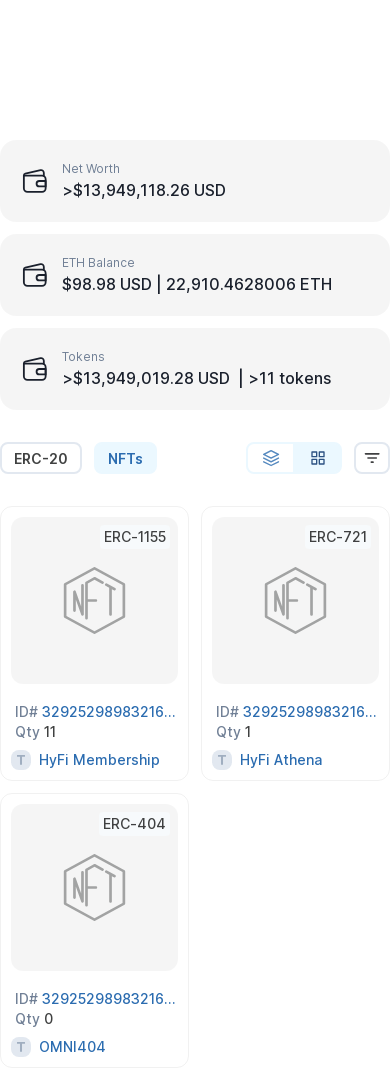 Net Worth
>$13,949,118.26 USD
ETH Balance
$98.98 USD | 22,910.4628006 ETH
Tokens
>$13,949,019.28 USD | >11 tokens
ERC-20 NFTs
ERC-1155
NFT
ID# 32925298983216...
Qty 11
T HyFi Membership
ERC-721
NFT
ID# 32925298983216...
Qty 1
T HyFi Athena
ERC-404
NFT
ID# 32925298983216...
Qty 0
T OMNI404